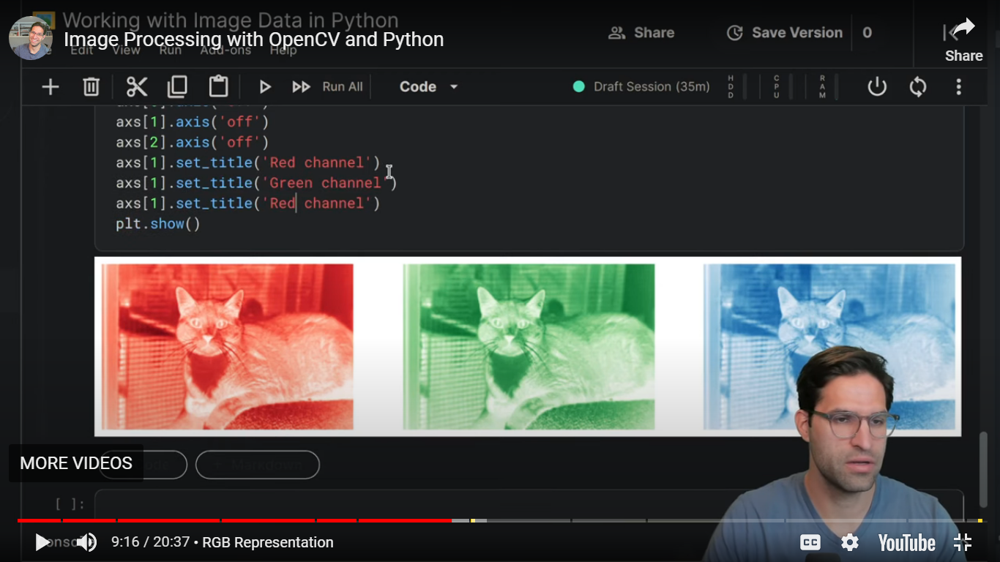 Working with Image Data in Python
Image Processing with OpenCV and Python
Edit View Run Add-ons Help
Share
Save Version 0
Share
Run All
Code
Draft Session (35m)
HDD
CPU
RAM
axs[1].axis('off')
axs[2].axis('off')
axs[1].set_title('Red channel')
axs[1].set_title('Green channel')
axs[1].set_title('Red channel')
plt.show()
MORE VIDEOS
+ Markdown
[ ]:
9:16 / 20:37 • RGB Representation
CC
YouTube